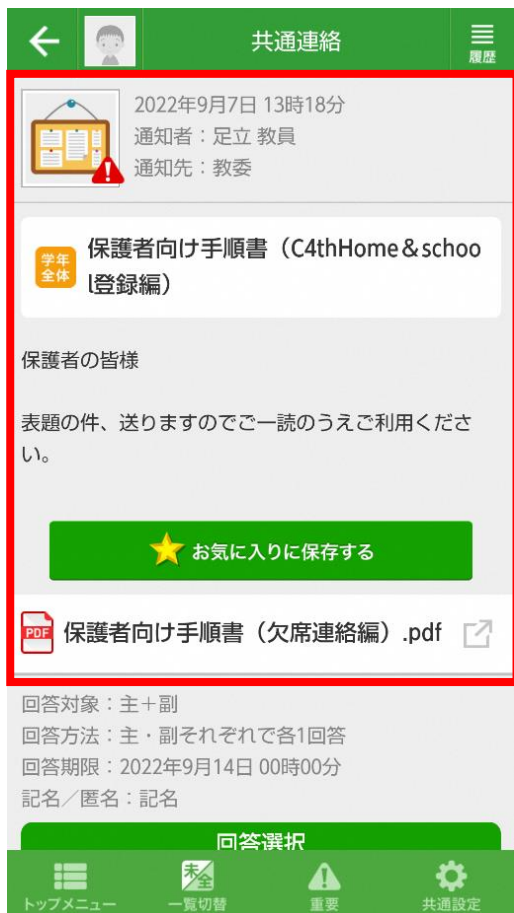 共通連絡
履歴
2022年9月7日 13時18分
通知者：足立 教員
通知先：教委
学年
全体
保護者向け手順書（C4thHome＆schoo
l登録編）
保護者の皆様
表題の件、送りますのでご一読のうえご利用くださ
い。
お気に入りに保存する
PDF
保護者向け手順書（欠席連絡編）.pdf
回答対象：主＋副
回答方法：主・副それぞれで各1回答
回答期限：2022年9月14日 00時00分
記名／匿名：記名
回答選択
未
全
トップメニュー
一覧切替
重要
共通設定